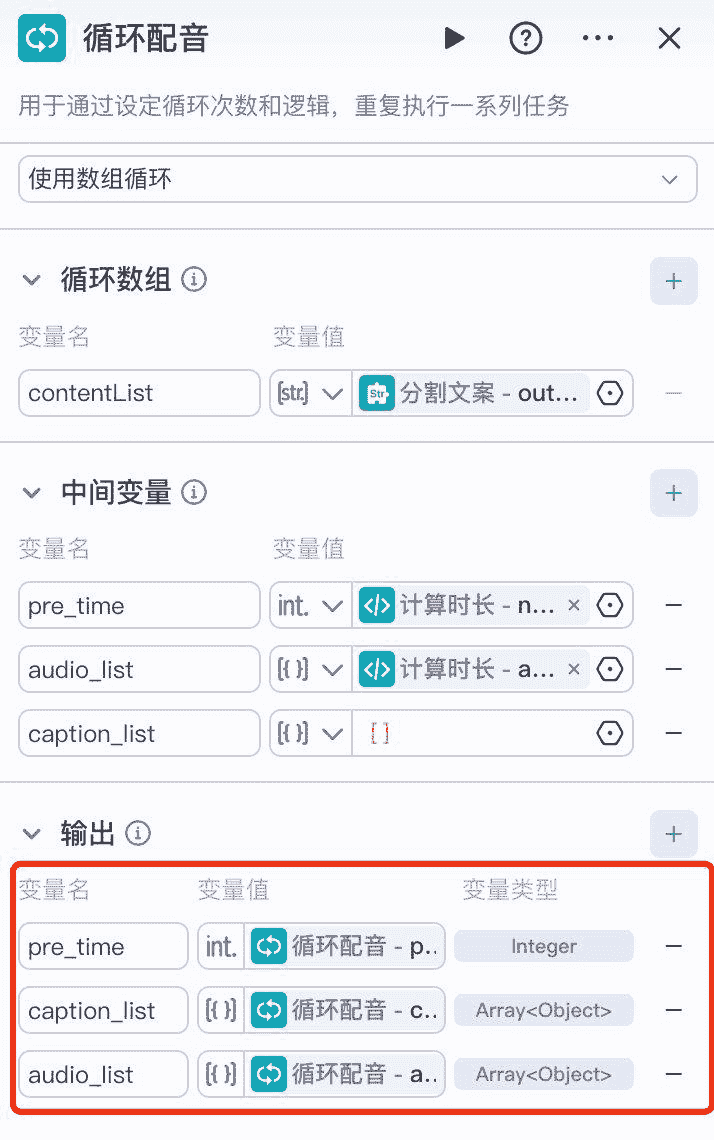 循环配音
用于通过设定循环次数和逻辑，重复执行一系列任务
使用数组循环
循环数组
变量名 变量值
contentList [str.] Str 分割文案 - out...
中间变量
变量名 变量值
pre_time int. 计算时长 - n... ×
audio_list [{ }] 计算时长 - a... ×
caption_list [{ }] []
输出
变量名 变量值 变量类型
pre_time int. 循环配音 - p.. Integer
caption_list [{ }] 循环配音 - c.. Array<Object>
audio_list [{ }] 循环配音 - a.. Array<Object>